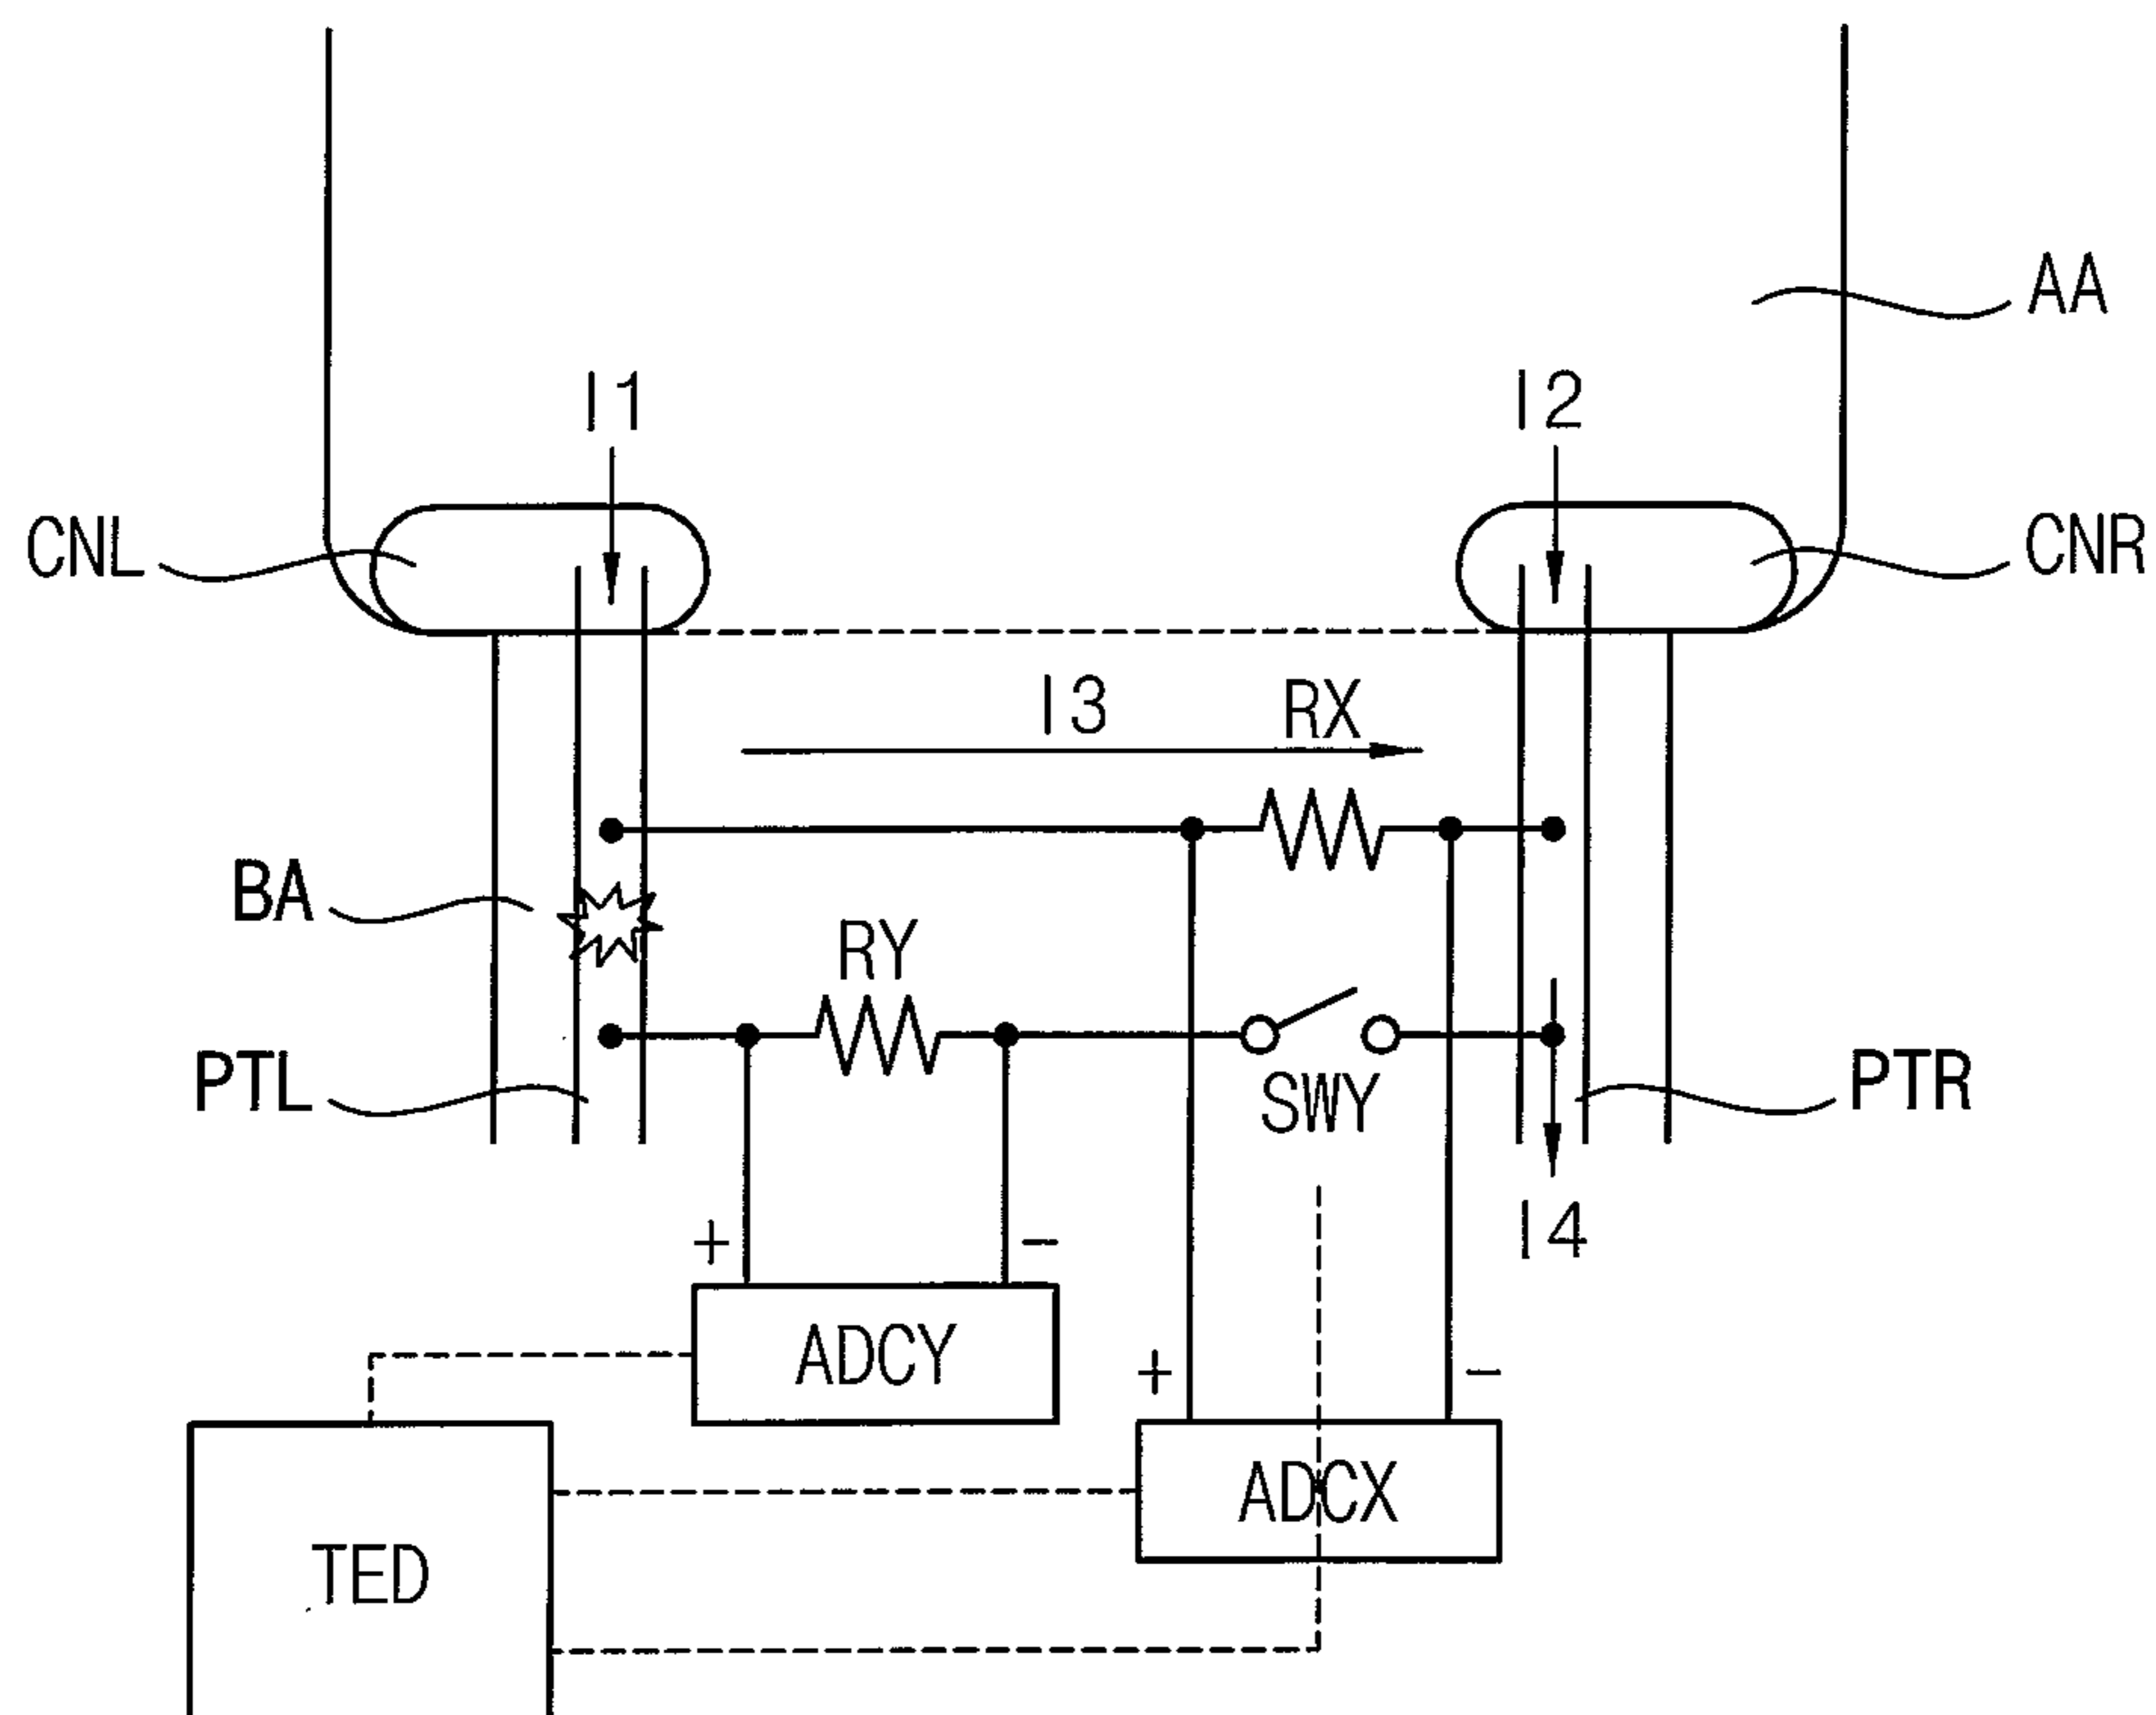 AA
I1
I2
CNL
CNR
I3
RX
BA
RY
PTL
SWY
PTR
+
-
I4
ADCY
+
-
ADCX
TED